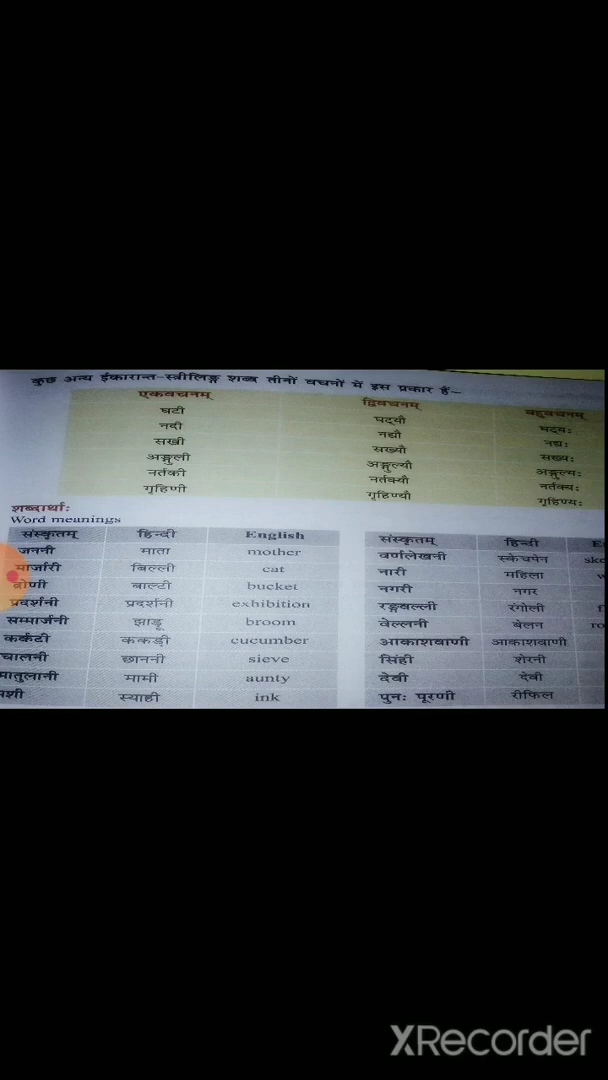 कुछ अन्य ईकारान्त-स्त्रीलिङ्ग शब्द तीनों वचनों में इस प्रकार हैं—
एकवचनम् द्विवचनम् बहुवचनम्
घटी घट्यौ घट्यः
नदी नद्यौ नद्यः
सखी सख्यौ सख्यः
अङ्गुली अङ्गुल्यौ अङ्गुल्यः
नर्तकी नर्तक्यौ नर्तक्यः
गृहिणी गृहिण्यौ गृहिण्यः
शब्दार्थाः
Word meanings
संस्कृतम् हिन्दी English
जननी माता mother
मार्जारी बिल्ली cat
द्रोणी बाल्टी bucket
प्रदर्शनी प्रदर्शनी exhibition
सम्मार्जनी झाड़ू broom
कर्कटी ककड़ी cucumber
चालनी छाननी sieve
मातुलानी मामी aunty
मशी स्याही ink
संस्कृतम् हिन्दी
वर्णलेखनी स्केचपेन
नारी महिला
नगरी नगर
रङ्गवल्ली रंगोली
वेल्लनी बेलन
आकाशवाणी आकाशवाणी
सिंही शेरनी
देवी देवी
पुनः पूरणी रीफिल
XRecorder